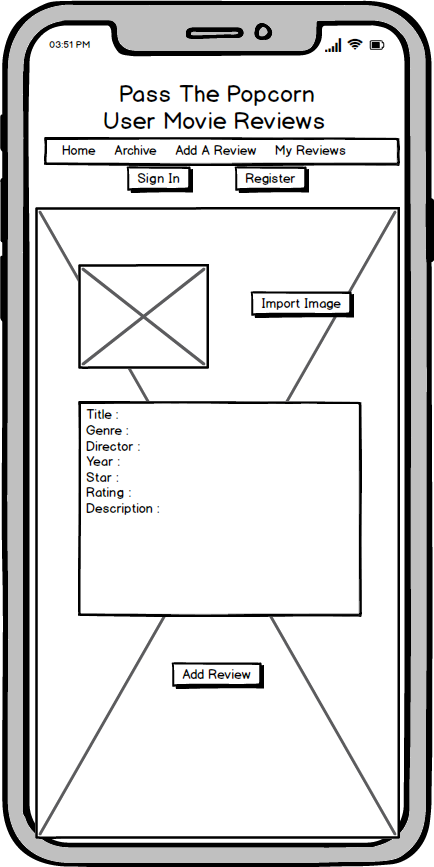 03:51 PM
Pass The Popcorn
User Movie Reviews
Home Archive Add A Review My Reviews
Sign In Register
Import Image
Title :
Genre :
Director :
Year :
Star :
Rating :
Description :
Add Review